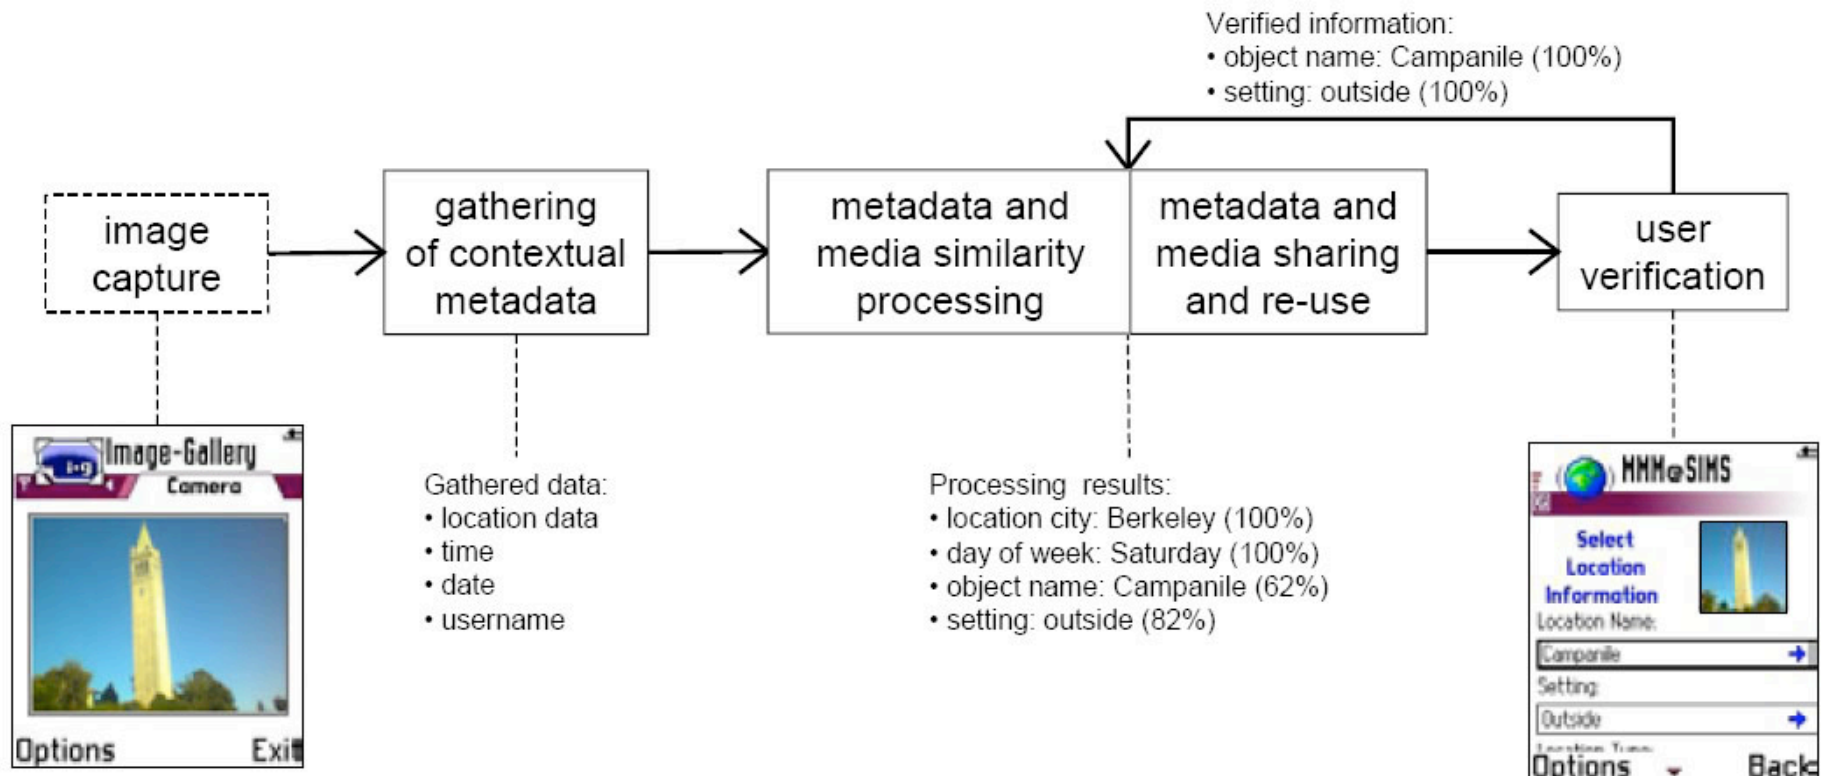 Verified information:
• object name: Campanile (100%)
• setting: outside (100%)
image
capture
gathering
of contextual
metadata
metadata and
media similarity
processing
metadata and
media sharing
and re-use
user
verification
Image-Gallery
Camera
Options Exit
Gathered data:
• location data
• time
• date
• username
Processing results:
• location city: Berkeley (100%)
• day of week: Saturday (100%)
• object name: Campanile (62%)
• setting: outside (82%)
MMM@SIMS
Select
Location
Information
Location Name:
Campanile
Setting:
Outside
Options Back